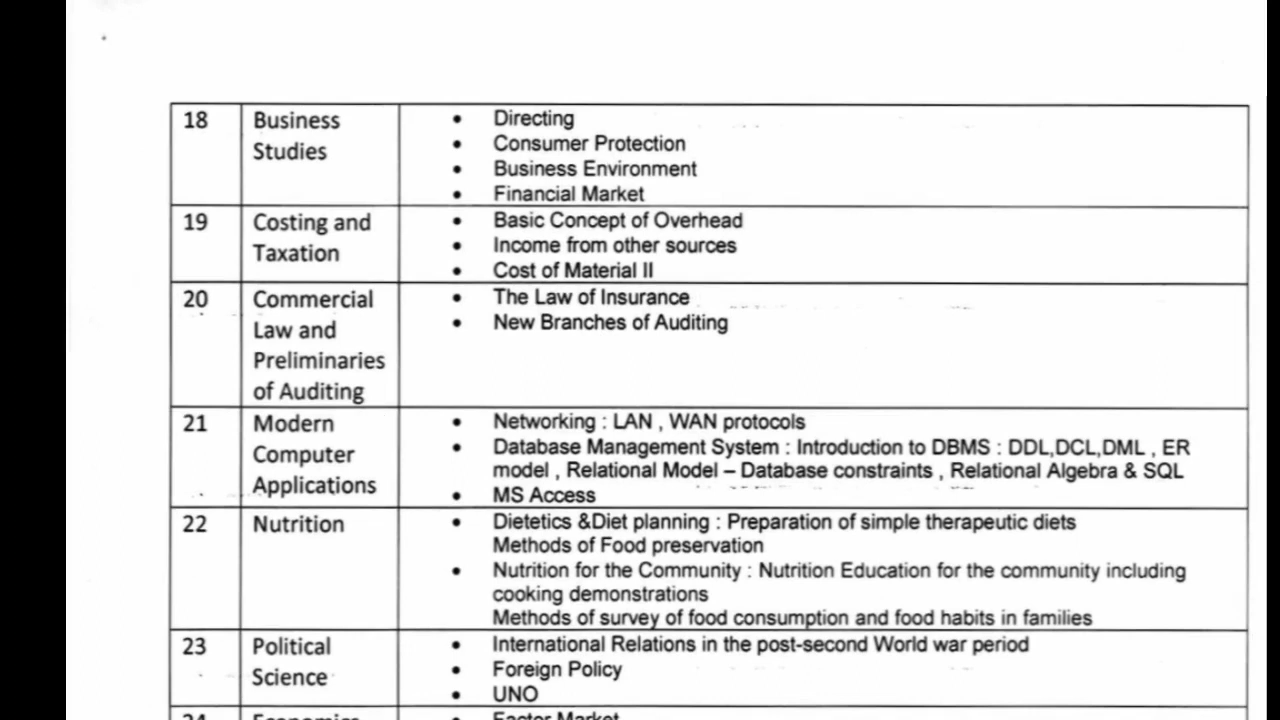 18 Business Studies
• Directing
• Consumer Protection
• Business Environment
• Financial Market
19 Costing and Taxation
• Basic Concept of Overhead
• Income from other sources
• Cost of Material II
20 Commercial Law and Preliminaries of Auditing
• The Law of Insurance
• New Branches of Auditing
21 Modern Computer Applications
• Networking : LAN , WAN protocols
• Database Management System : Introduction to DBMS : DDL,DCL,DML , ER
model , Relational Model – Database constraints , Relational Algebra & SQL
• MS Access
22 Nutrition
• Dietetics &Diet planning : Preparation of simple therapeutic diets
Methods of Food preservation
• Nutrition for the Community : Nutrition Education for the community including
cooking demonstrations
Methods of survey of food consumption and food habits in families
23 Political Science
• International Relations in the post-second World war period
• Foreign Policy
• UNO
24 Economics
• Factor Market